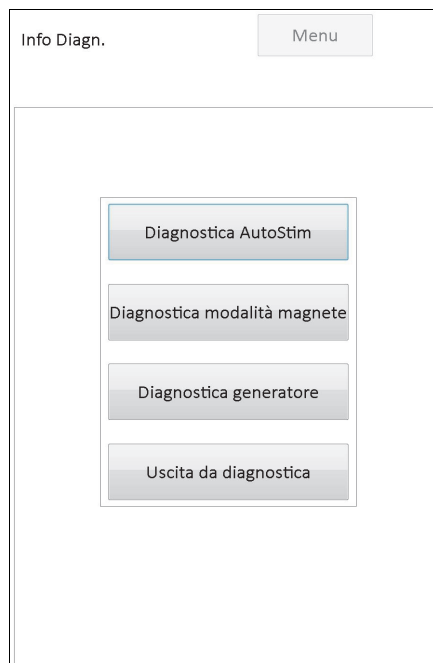 Info Diagn.
Menu
Diagnostica AutoStim
Diagnostica modalità magnete
Diagnostica generatore
Uscita da diagnostica